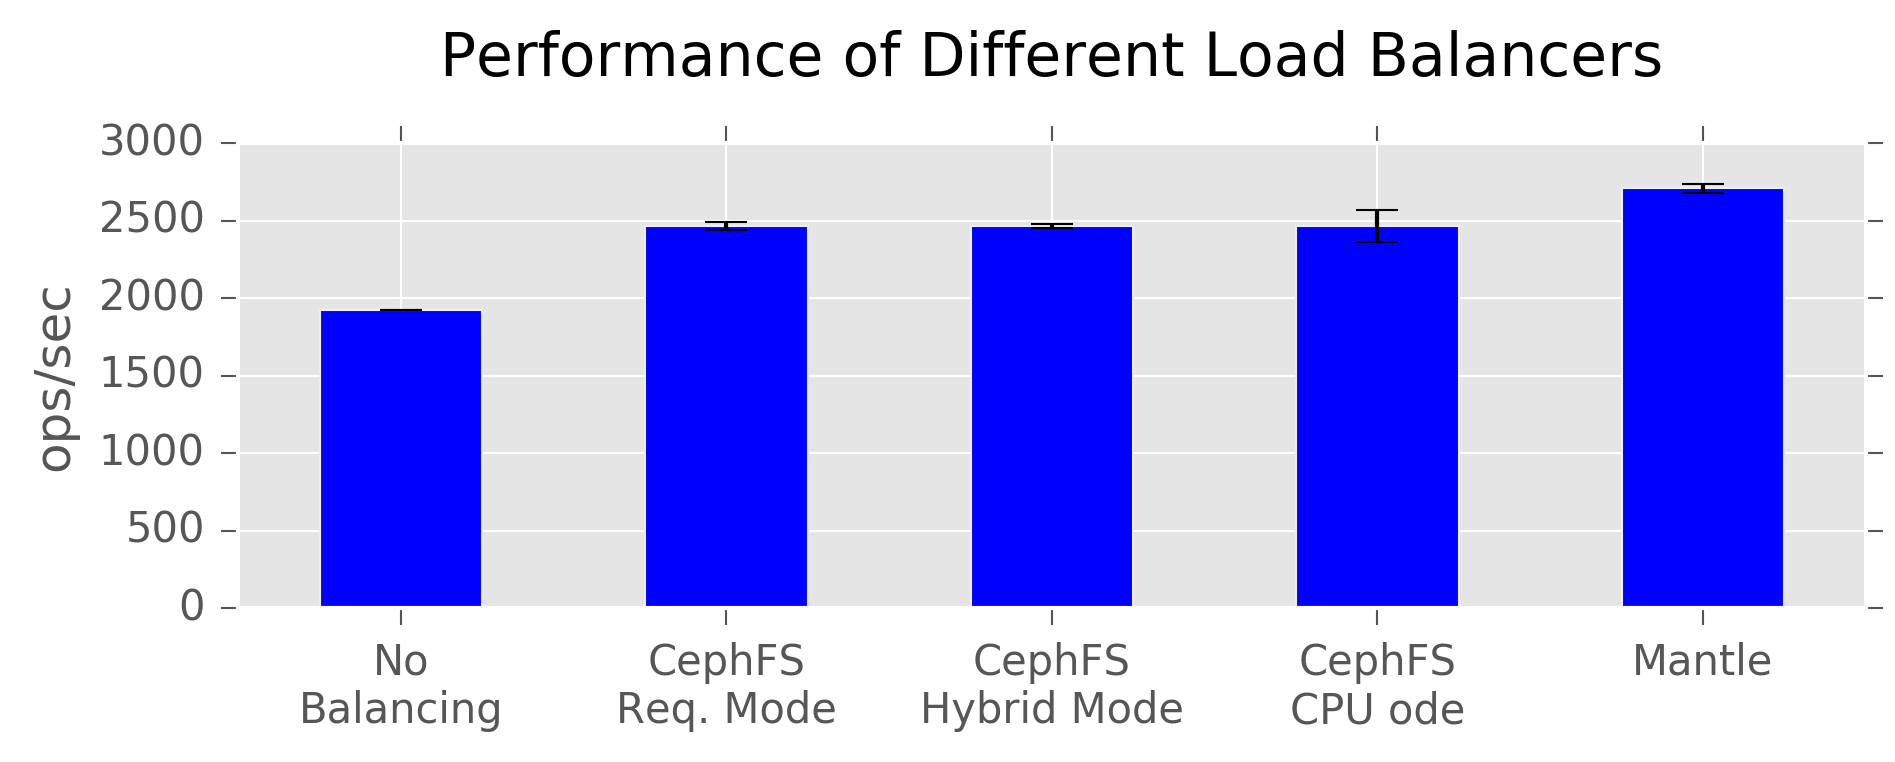 Performance of Different Load Balancers
3000
2500
2000
1500
1000
500
0
ops/sec
No
Balancing
CephFS
Req. Mode
CephFS
Hybrid Mode
CephFS
CPU ode
Mantle